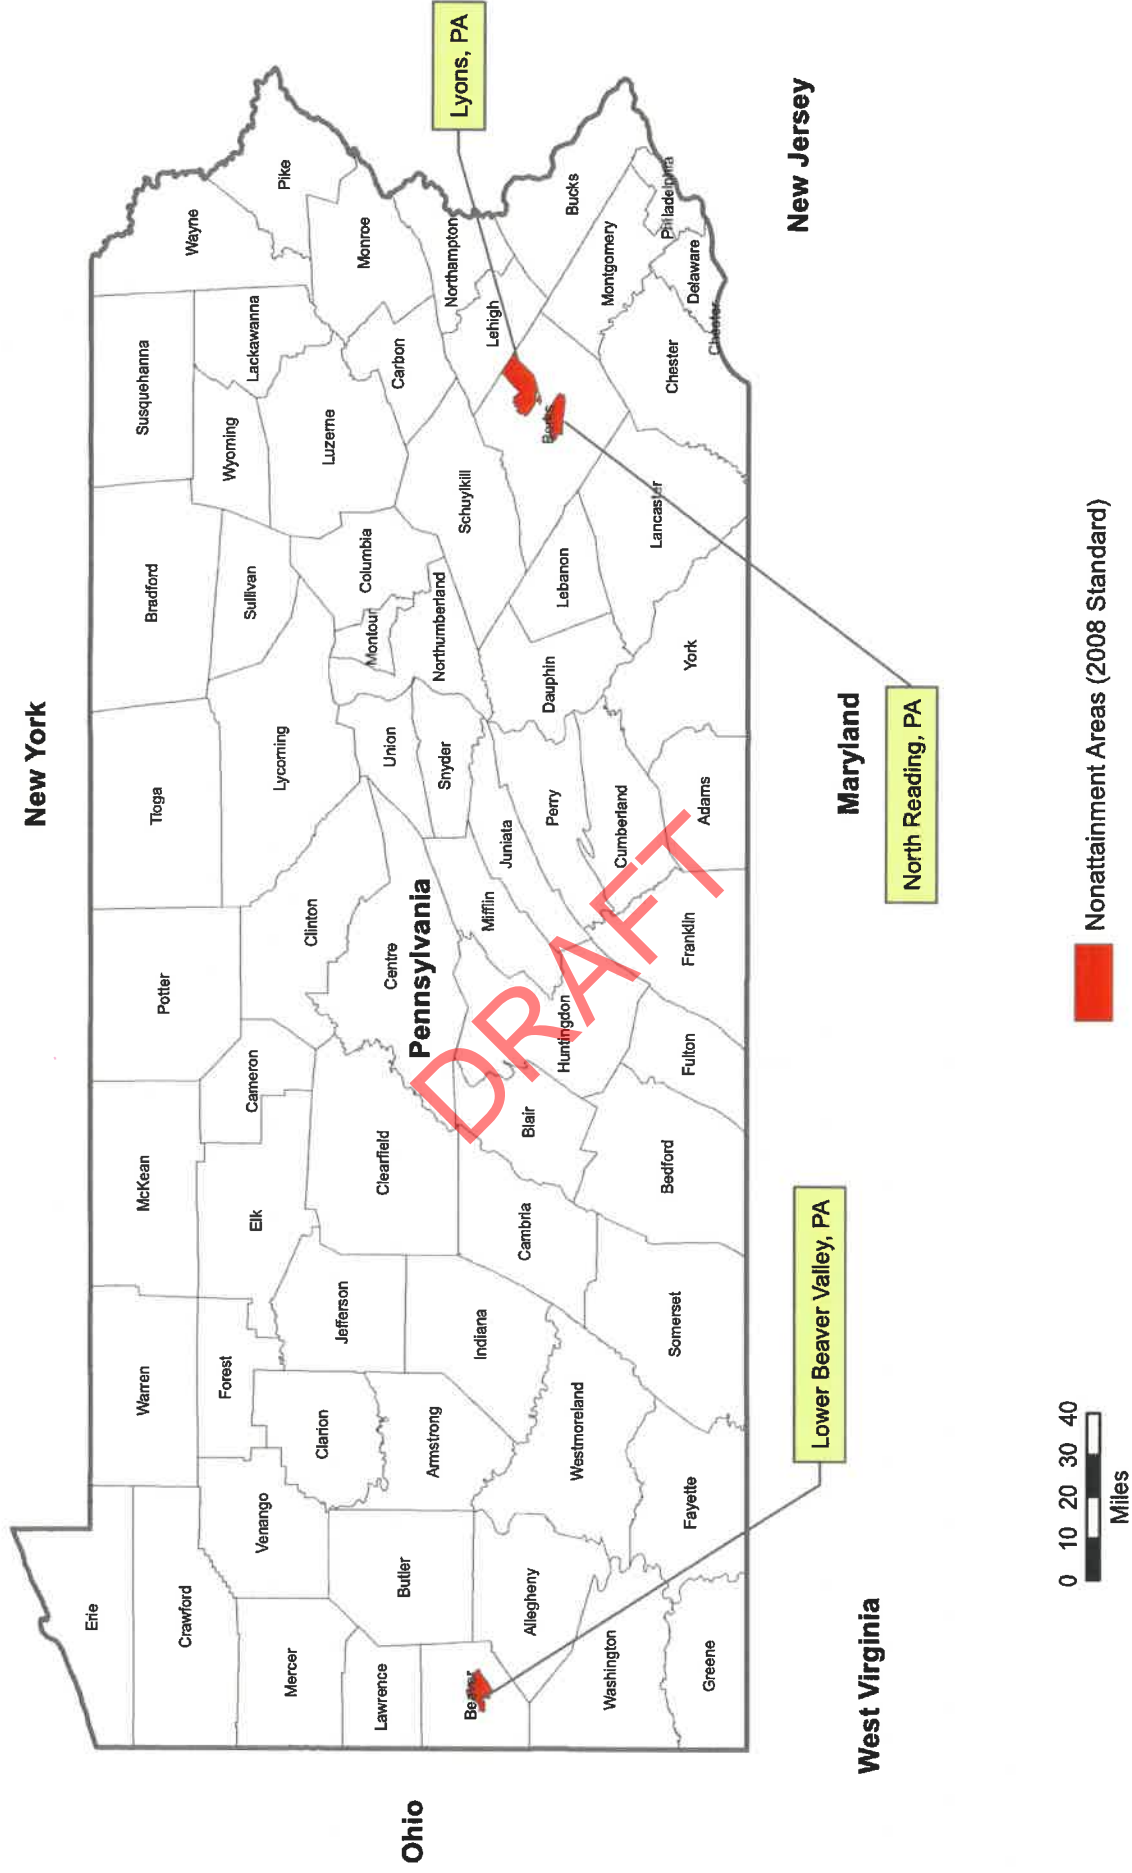 New York
Erie
Crawford
Warren
McKean
Potter
Tioga
Bradford
Susquehanna
Wayne
Wyoming
Lackawanna
Pike
Forest
Elk
Cameron
Sullivan
Venango
Mercer
Clarion
Jefferson
Clinton
Lycoming
Luzerne
Monroe
Lawrence
Butler
Armstrong
Clearfield
Centre
Union
Montour
Columbia
Carbon
Ohio
Pennsylvania
Snyder
Northumberland
Schuylkill
Northampton
Lyons, PA
Beaver
Indiana
Mifflin
Juniata
Lehigh
Allegheny
Cambria
Blair
Huntingdon
Perry
Dauphin
Lebanon
Berks
Bucks
Washington
Westmoreland
Cumberland
Montgomery
Greene
Fayette
Somerset
Bedford
Fulton
Franklin
Adams
York
Lancaster
Chester
Delaware
Philadelphia
Chester
DRAFT
New Jersey
Lower Beaver Valley, PA
West Virginia
Maryland
North Reading, PA
0 10 20 30 40
Miles
Nonattainment Areas (2008 Standard)